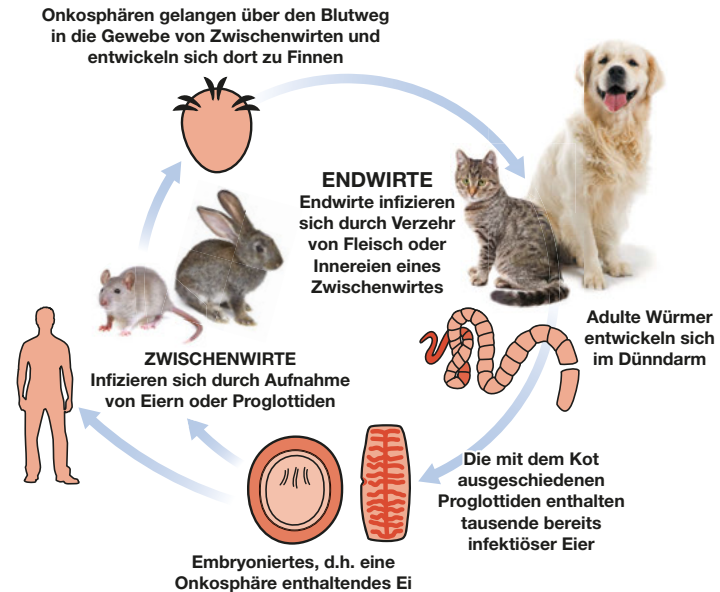 Onkosphären gelangen über den Blutweg
in die Gewebe von Zwischenwirten und
entwickeln sich dort zu Finnen
ENDWIRTE
Endwirte infizieren
sich durch Verzehr
von Fleisch oder
Innereien eines
Zwischenwirtes
Adulte Würmer
entwickeln sich
im Dünndarm
ZWISCHENWIRTE
Infizieren sich durch Aufnahme
von Eiern oder Proglottiden
Die mit dem Kot
ausgeschiedenen
Proglottiden enthalten
tausende bereits
infektiöser Eier
Embryoniertes, d.h. eine
Onkosphäre enthaltendes Ei